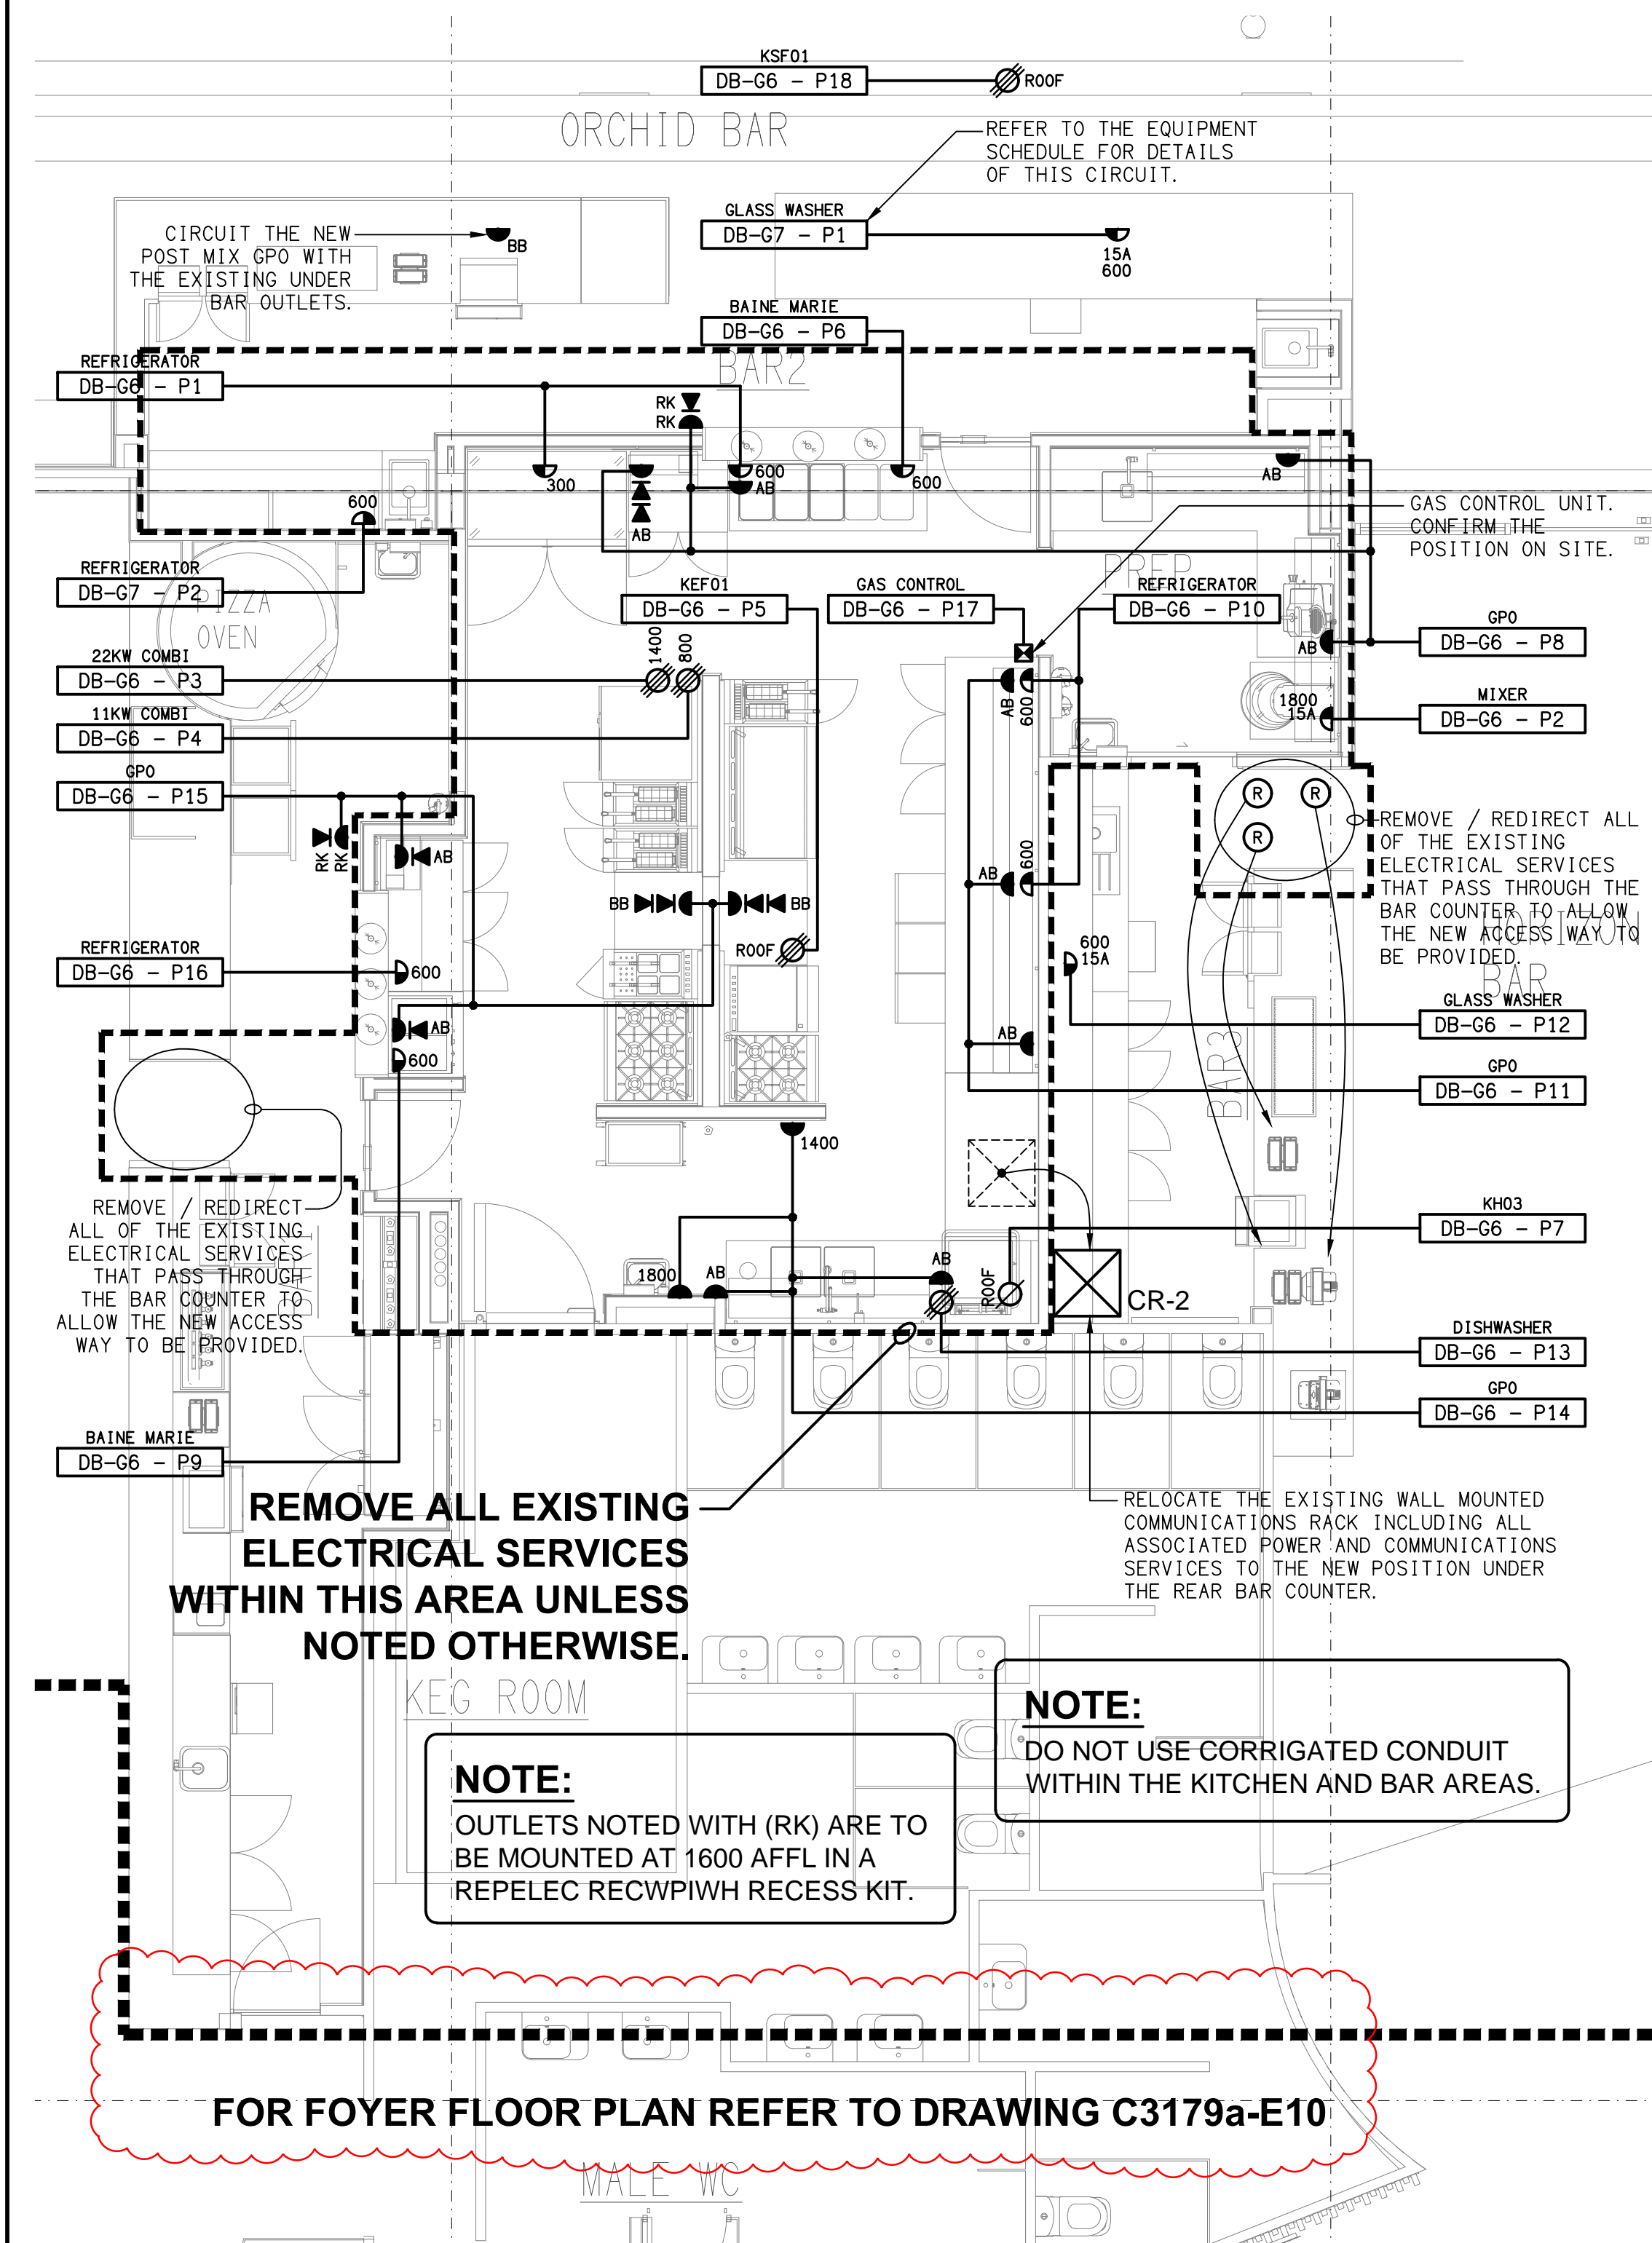 KSF01
DB-G6 - P18
ROOF
ORCHID BAR
REFER TO THE EQUIPMENT
SCHEDULE FOR DETAILS
OF THIS CIRCUIT.
GLASS WASHER
DB-G7 - P1
15A
600
CIRCUIT THE NEW
POST MIX GPO WITH
THE EXISTING UNDER
BAR OUTLETS.
BB
BAINE MARIE
DB-G6 - P6
BAR2
REFRIGERATOR
DB-G6 - P1
RK
RK
300
600
AB
600
AB
AB
600
GAS CONTROL UNIT.
CONFIRM THE
POSITION ON SITE.
PREP
REFRIGERATOR
DB-G7 - P2
PIZZA
OVEN
KEF01
DB-G6 - P5
GAS CONTROL
DB-G6 - P17
REFRIGERATOR
DB-G6 - P10
GPO
DB-G6 - P8
AB
22KW COMBI
DB-G6 - P3
1400
800
11KW COMBI
DB-G6 - P4
AB
600
1800
15A
MIXER
DB-G6 - P2
GPO
DB-G6 - P15
RK
RK
AB
REMOVE / REDIRECT ALL
OF THE EXISTING
ELECTRICAL SERVICES
THAT PASS THROUGH THE
BAR COUNTER TO ALLOW
THE NEW ACCESS WAY TO
BE PROVIDED.
R
R
R
HORIZON
BAR
BB
BB
AB
600
ROOF
REFRIGERATOR
DB-G6 - P16
600
600
15A
GLASS WASHER
DB-G6 - P12
AB
600
AB
BAR3
GPO
DB-G6 - P11
1400
REMOVE / REDIRECT
ALL OF THE EXISTING
ELECTRICAL SERVICES
THAT PASS THROUGH
THE BAR COUNTER TO
ALLOW THE NEW ACCESS
WAY TO BE PROVIDED.
KH03
DB-G6 - P7
1800
AB
AB
ROOF
CR-2
DISHWASHER
DB-G6 - P13
GPO
DB-G6 - P14
BAINE MARIE
DB-G6 - P9
REMOVE ALL EXISTING
ELECTRICAL SERVICES
WITHIN THIS AREA UNLESS
NOTED OTHERWISE.
RELOCATE THE EXISTING WALL MOUNTED
COMMUNICATIONS RACK INCLUDING ALL
ASSOCIATED POWER AND COMMUNICATIONS
SERVICES TO THE NEW POSITION UNDER
THE REAR BAR COUNTER.
KEG ROOM
NOTE:
DO NOT USE CORRIGATED CONDUIT
WITHIN THE KITCHEN AND BAR AREAS.
NOTE:
OUTLETS NOTED WITH (RK) ARE TO
BE MOUNTED AT 1600 AFFL IN A
REPELEC RECWPIWH RECESS KIT.
FOR FOYER FLOOR PLAN REFER TO DRAWING C3179a-E10
MALE WC